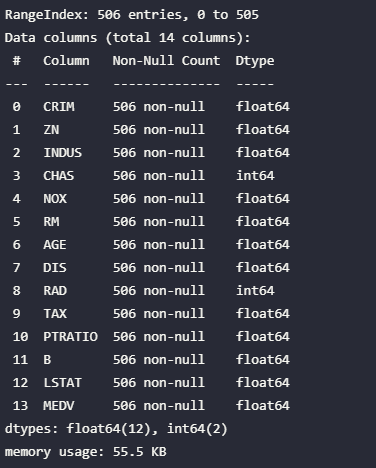 RangeIndex: 506 entries, 0 to 505
Data columns (total 14 columns):
 #   Column   Non-Null Count  Dtype
---  ------   --------------  -----
 0   CRIM     506 non-null    float64
 1   ZN       506 non-null    float64
 2   INDUS    506 non-null    float64
 3   CHAS     506 non-null    int64
 4   NOX      506 non-null    float64
 5   RM       506 non-null    float64
 6   AGE      506 non-null    float64
 7   DIS      506 non-null    float64
 8   RAD      506 non-null    int64
 9   TAX      506 non-null    float64
 10  PTRATIO  506 non-null    float64
 11  B        506 non-null    float64
 12  LSTAT    506 non-null    float64
 13  MEDV     506 non-null    float64
dtypes: float64(12), int64(2)
memory usage: 55.5 KB